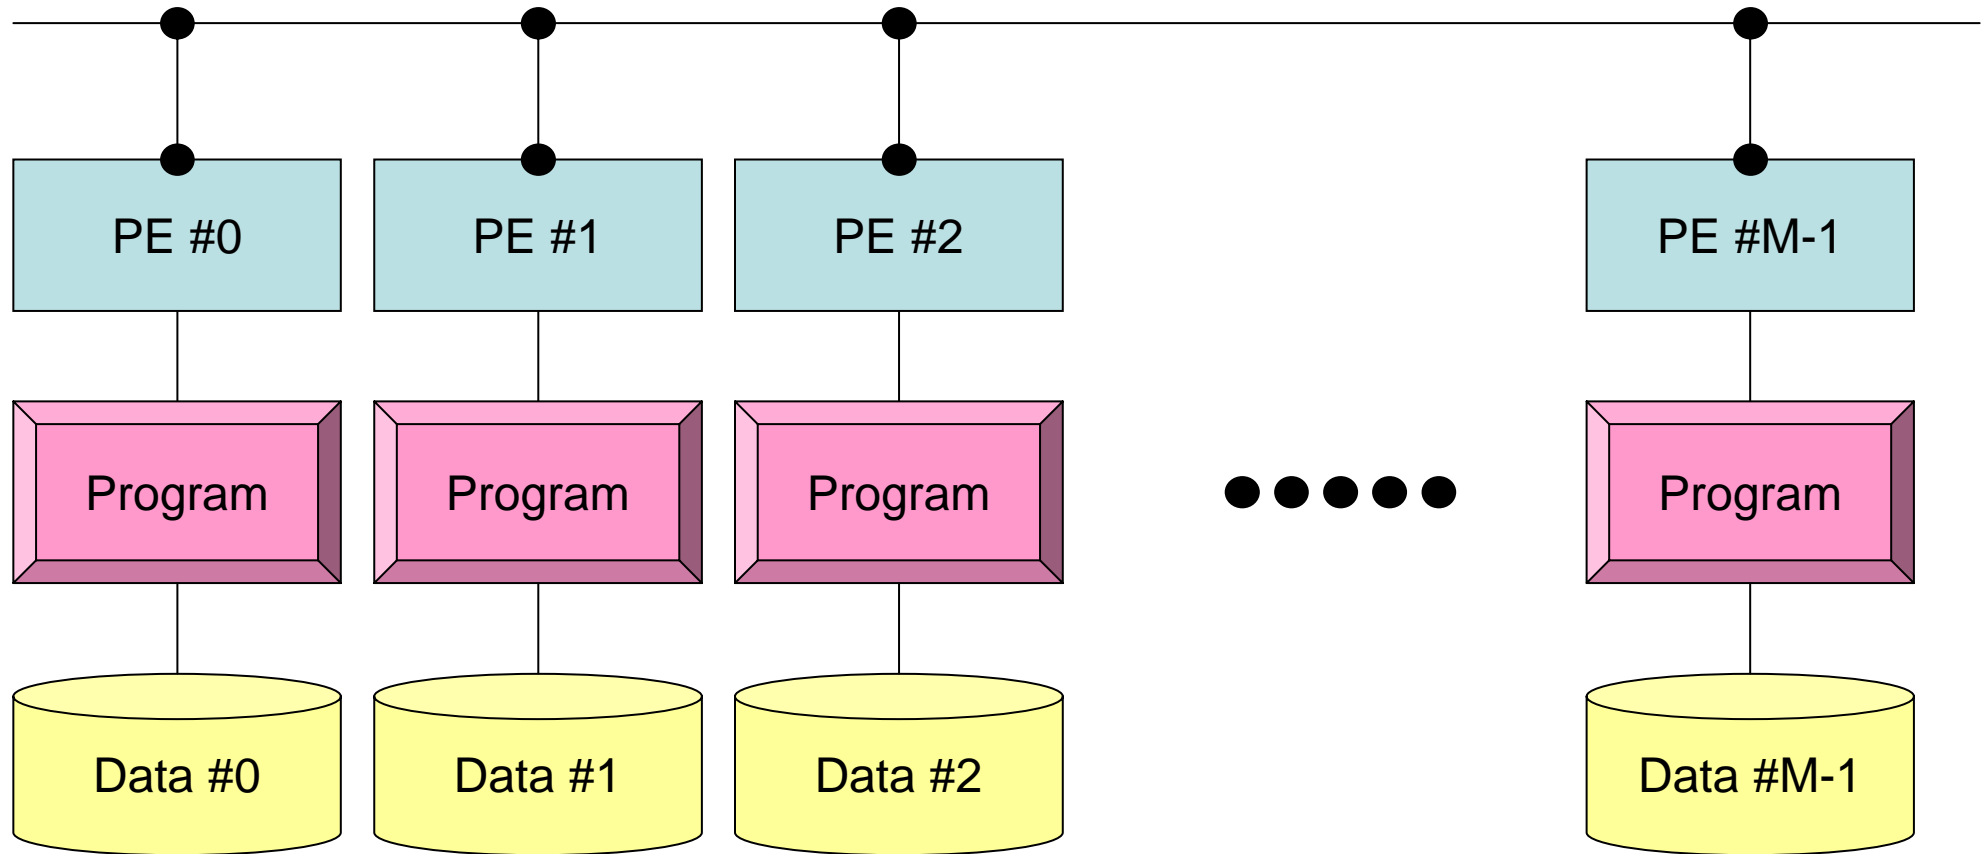 PE #0
PE #1
PE #2
PE #M-1
Program
Program
Program
Program
Data #0
Data #1
Data #2
Data #M-1